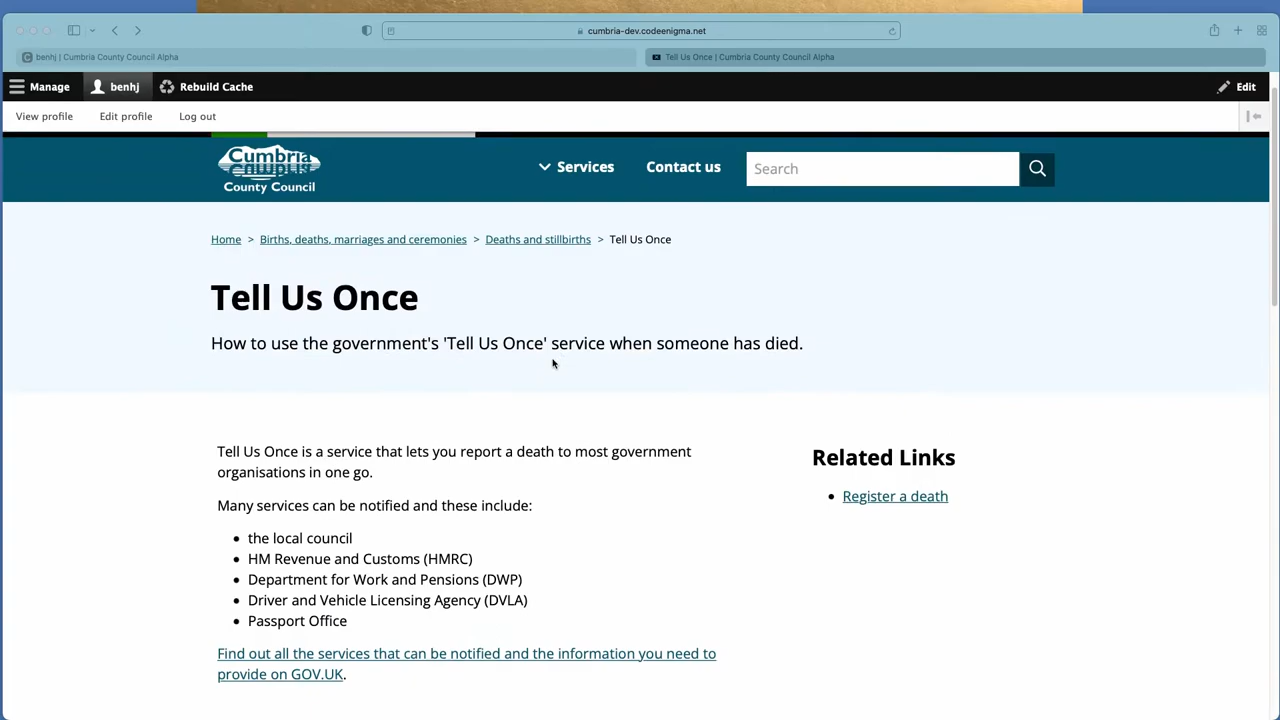 cumbria-dev.codeenigma.net
benhj | Cumbria County Council Alpha
Tell Us Once | Cumbria County Council Alpha
Manage
benhj
Rebuild Cache
Edit
View profile
Edit profile
Log out
Cumbria
County Council
Services
Contact us
Search
Home > Births, deaths, marriages and ceremonies > Deaths and stillbirths > Tell Us Once
Tell Us Once
How to use the government's 'Tell Us Once' service when someone has died.
Tell Us Once is a service that lets you report a death to most government
organisations in one go.
Many services can be notified and these include:
• the local council
• HM Revenue and Customs (HMRC)
• Department for Work and Pensions (DWP)
• Driver and Vehicle Licensing Agency (DVLA)
• Passport Office
Find out all the services that can be notified and the information you need to
provide on GOV.UK.
Related Links
• Register a death